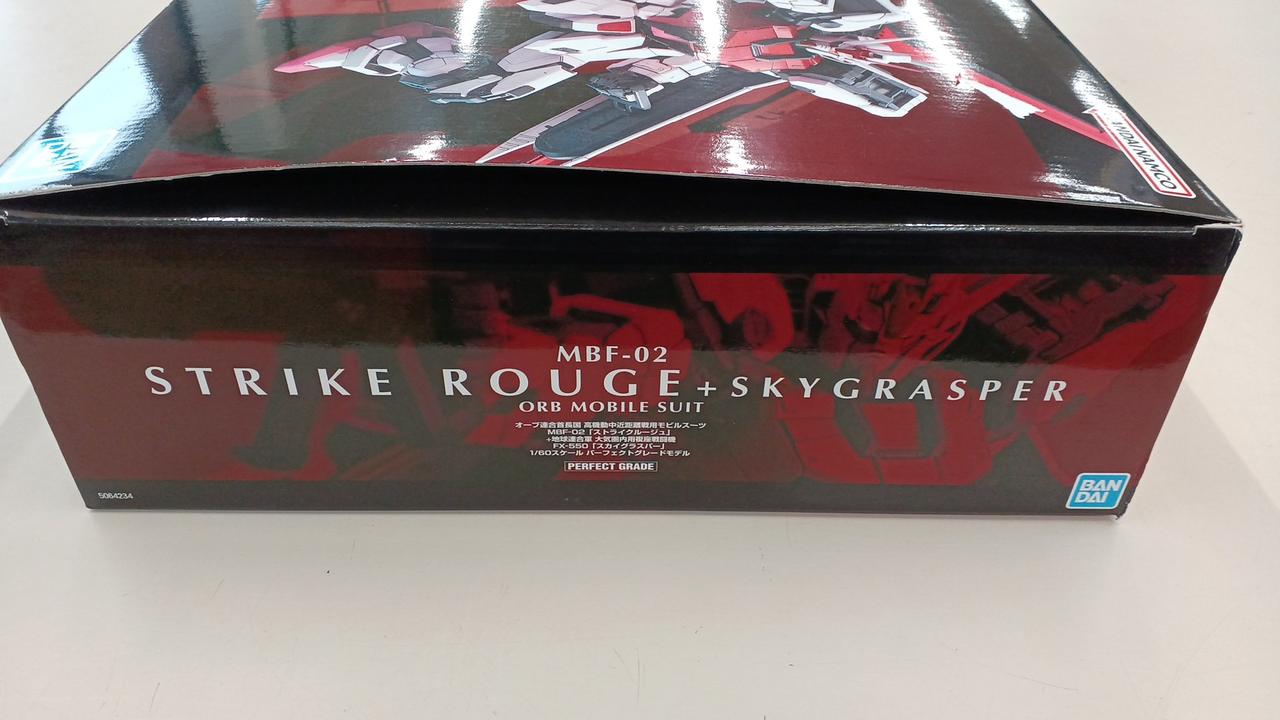 BANDAI NAMCO
MBF-02
STRIKE ROUGE+SKYGRASPER
ORB MOBILE SUIT
オーブ連合首長国 高機動中近距離戦用モビルスーツ
MBF-02「ストライクルージュ」
+地球連合軍 大気圏内用複座戦闘機
FX-550「スカイグラスパー」
1/60スケール パーフェクトグレードモデル
PERFECT GRADE
5064234
BAN
DAI